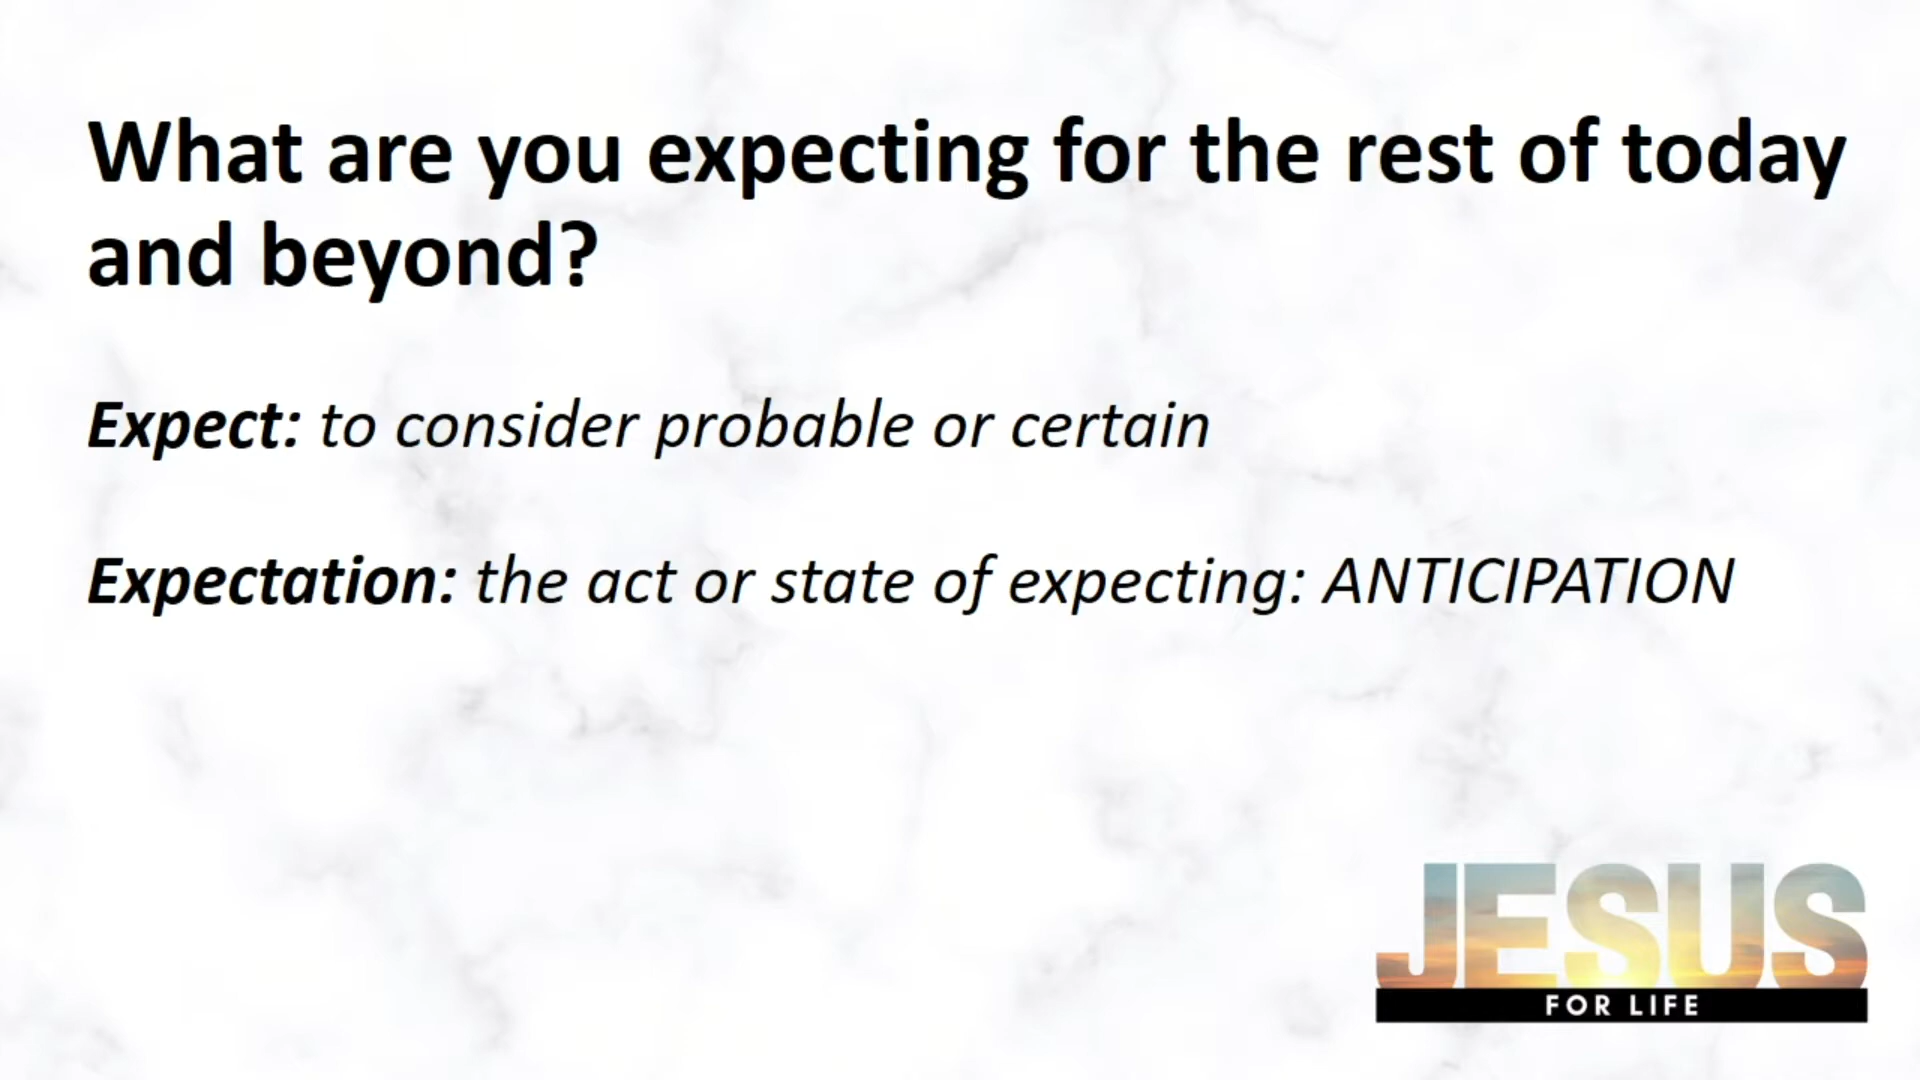 What are you expecting for the rest of today
and beyond?
Expect: to consider probable or certain
Expectation: the act or state of expecting: ANTICIPATION
JESUS
FOR LIFE